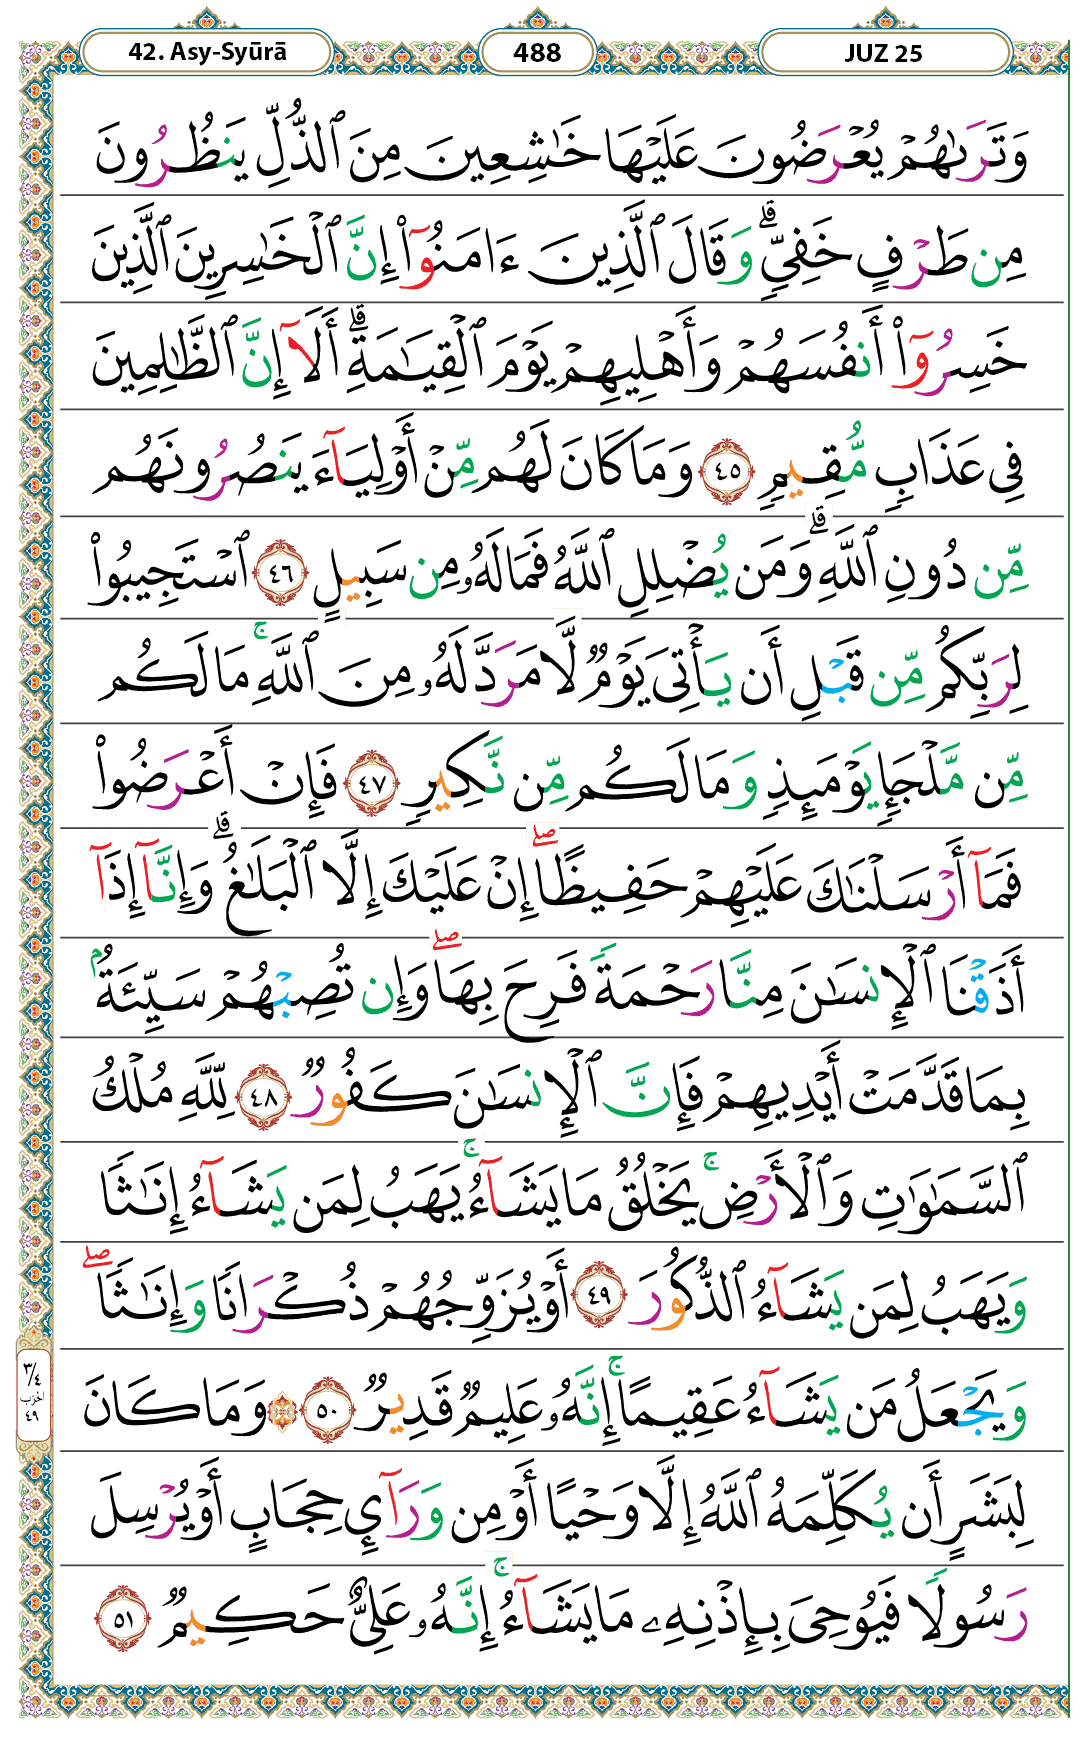 42. Asy-Syūrā 488 JUZ 25
وَتَرَىٰهُمْ يُعْرَضُونَ عَلَيْهَا خَٰشِعِينَ مِنَ ٱلذُّلِّ يَنظُرُونَ
مِن طَرْفٍ خَفِىٍّ ۗ وَقَالَ ٱلَّذِينَ ءَامَنُوٓا۟ إِنَّ ٱلْخَٰسِرِينَ ٱلَّذِينَ
خَسِرُوٓا۟ أَنفُسَهُمْ وَأَهْلِيهِمْ يَوْمَ ٱلْقِيَٰمَةِ ۗ أَلَآ إِنَّ ٱلظَّٰلِمِينَ
فِى عَذَابٍ مُّقِيمٍ ٤٥ وَمَا كَانَ لَهُم مِّنْ أَوْلِيَآءَ يَنصُرُونَهُم
مِّن دُونِ ٱللَّهِ ۗ وَمَن يُضْلِلِ ٱللَّهُ فَمَا لَهُۥ مِن سَبِيلٍ ٤٦ ٱسْتَجِيبُوا۟
لِرَبِّكُم مِّن قَبْلِ أَن يَأْتِىَ يَوْمٌ لَّا مَرَدَّ لَهُۥ مِنَ ٱللَّهِ ۚ مَا لَكُم
مِّن مَّلْجَإٍ يَوْمَئِذٍ وَمَا لَكُم مِّن نَّكِيرٍ ٤٧ فَإِنْ أَعْرَضُوا۟
فَمَآ أَرْسَلْنَٰكَ عَلَيْهِمْ حَفِيظًا ۖ إِنْ عَلَيْكَ إِلَّا ٱلْبَلَٰغُ ۗ وَإِنَّآ إِذَآ
أَذَقْنَا ٱلْإِنسَٰنَ مِنَّا رَحْمَةً فَرِحَ بِهَا ۖ وَإِن تُصِبْهُمْ سَيِّئَةٌۢ
بِمَا قَدَّمَتْ أَيْدِيهِمْ فَإِنَّ ٱلْإِنسَٰنَ كَفُورٌ ٤٨ لِّلَّهِ مُلْكُ
ٱلسَّمَٰوَٰتِ وَٱلْأَرْضِ ۚ يَخْلُقُ مَا يَشَآءُ ۚ يَهَبُ لِمَن يَشَآءُ إِنَٰثًا
وَيَهَبُ لِمَن يَشَآءُ ٱلذُّكُورَ ٤٩ أَوْ يُزَوِّجُهُمْ ذُكْرَانًا وَإِنَٰثًا ۖ
وَيَجْعَلُ مَن يَشَآءُ عَقِيمًا ۚ إِنَّهُۥ عَلِيمٌ قَدِيرٌ ٥٠ ۞ وَمَا كَانَ
لِبَشَرٍ أَن يُكَلِّمَهُ ٱللَّهُ إِلَّا وَحْيًا أَوْ مِن وَرَآئِ حِجَابٍ أَوْ يُرْسِلَ
رَسُولًا فَيُوحِىَ بِإِذْنِهِۦ مَا يَشَآءُ ۚ إِنَّهُۥ عَلِىٌّ حَكِيمٌ ٥١
٣/٤
الحزب
٤٩